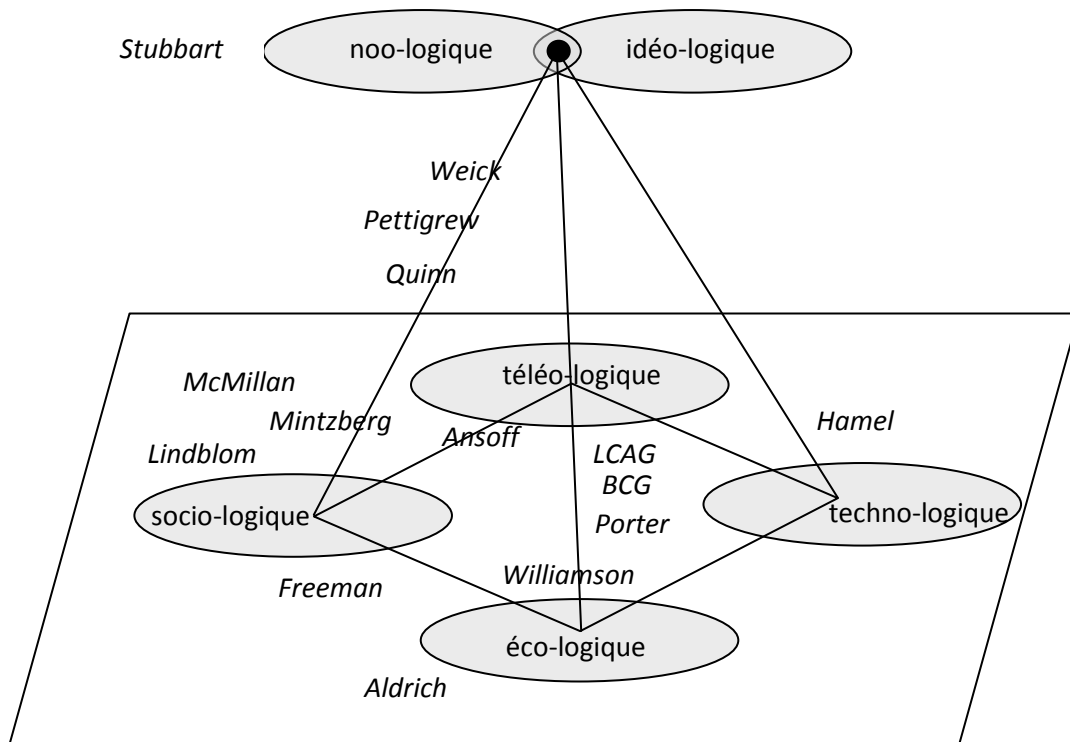 Stubbart
noo-logique
idéo-logique
Weick
Pettigrew
Quinn
McMillan
téléo-logique
Mintzberg
Ansoff
Hamel
Lindblom
LCAG
BCG
Porter
socio-logique
techno-logique
Freeman
Williamson
éco-logique
Aldrich